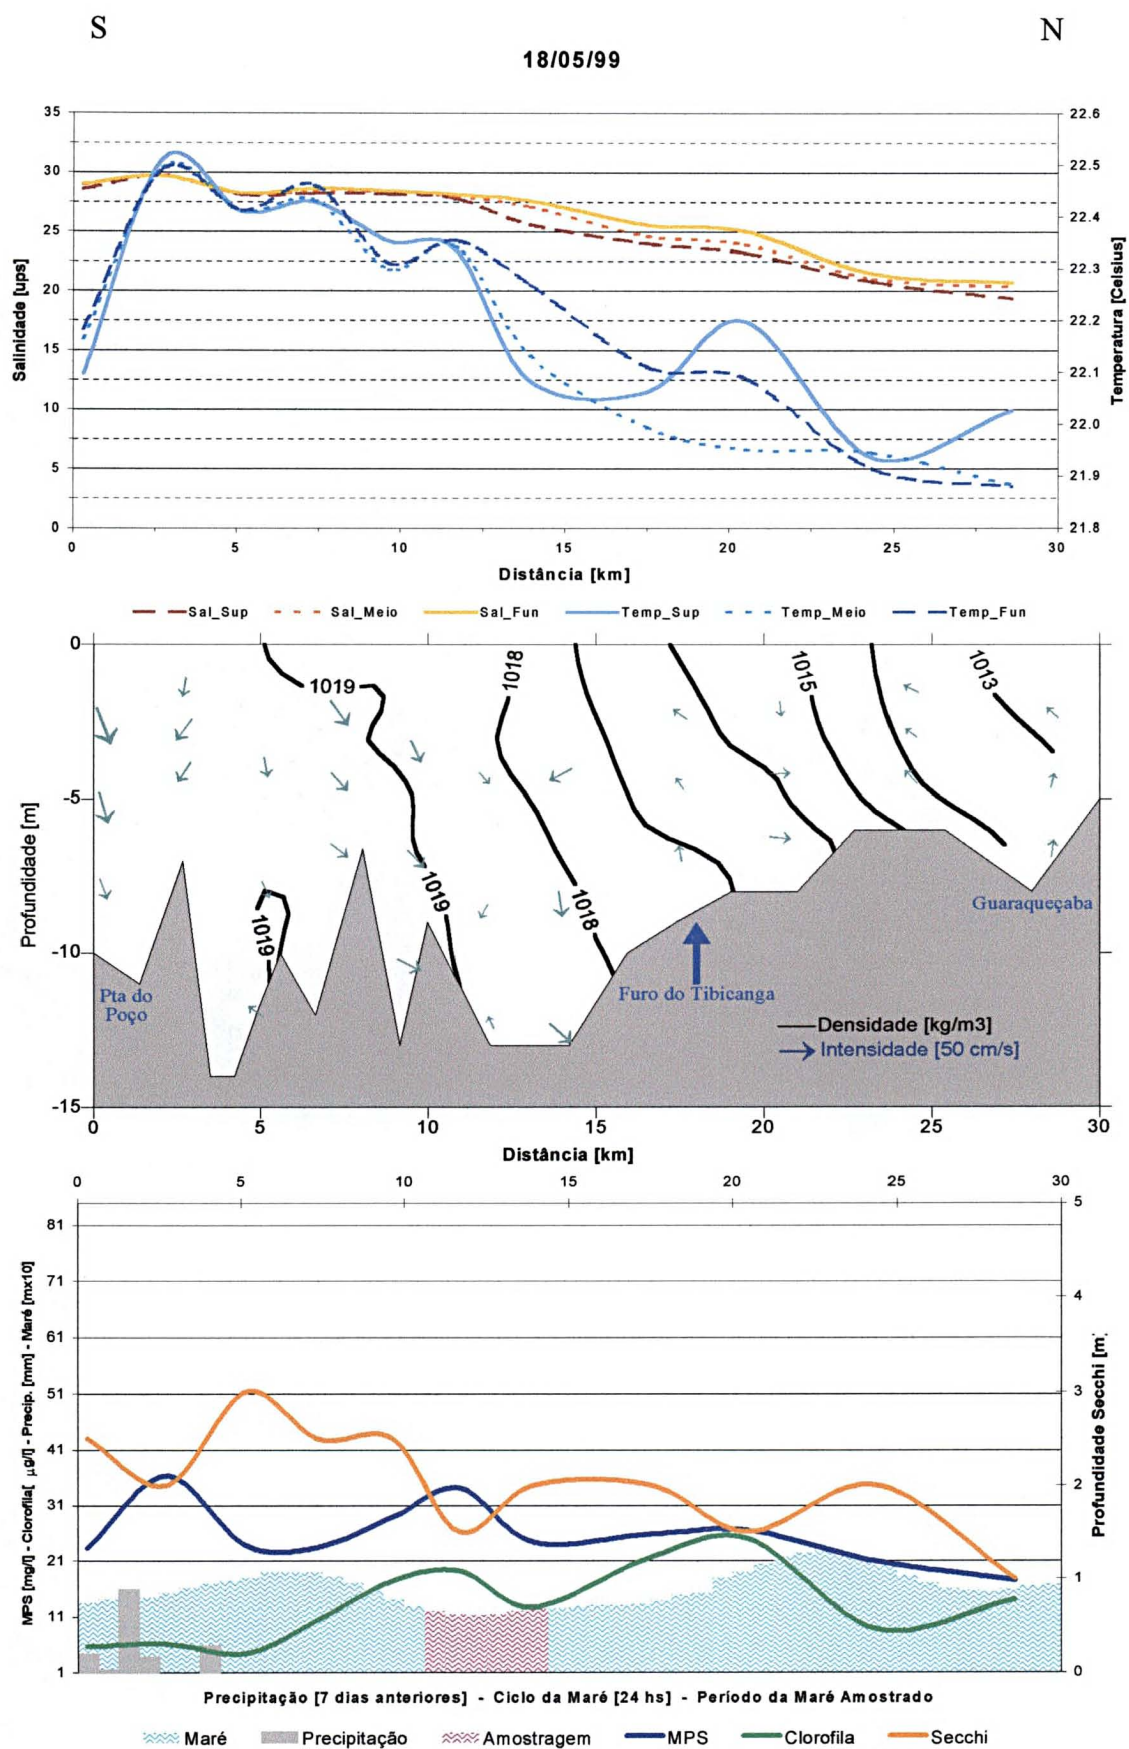 S N
18/05/99
35 22.6
30 22.5
25 22.4
20 22.3
15 22.2
10 22.1
5 22.0
0 21.9
21.8
Salinidade [ups]
Temperatura [Celsius]
0 5 10 15 20 25 30
Distância [km]
Sal_Sup Sal_Meio Sal_Fun Temp_Sup Temp_Meio Temp_Fun
0
-5
-10
-15
Profundidade [m]
1019 1018 1015 1013
1019 1019 1018
Guaraqueçaba
Pta do
Poço
Furo do Tibicanga
Densidade [kg/m3]
Intensidade [50 cm/s]
0 5 10 15 20 25 30
Distância [km]
0 5 10 15 20 25 30
81 5
71 4
61 3
51 2
41 1
31 0
21
11
1
MPS [mg/l] - Clorofila[ µg/l] - Precip. [mm] - Maré [mx10]
Profundidade Secchi [m]
Precipitação [7 dias anteriores] - Ciclo da Maré [24 hs] - Período da Maré Amostrado
Maré Precipitação Amostragem MPS Clorofila Secchi